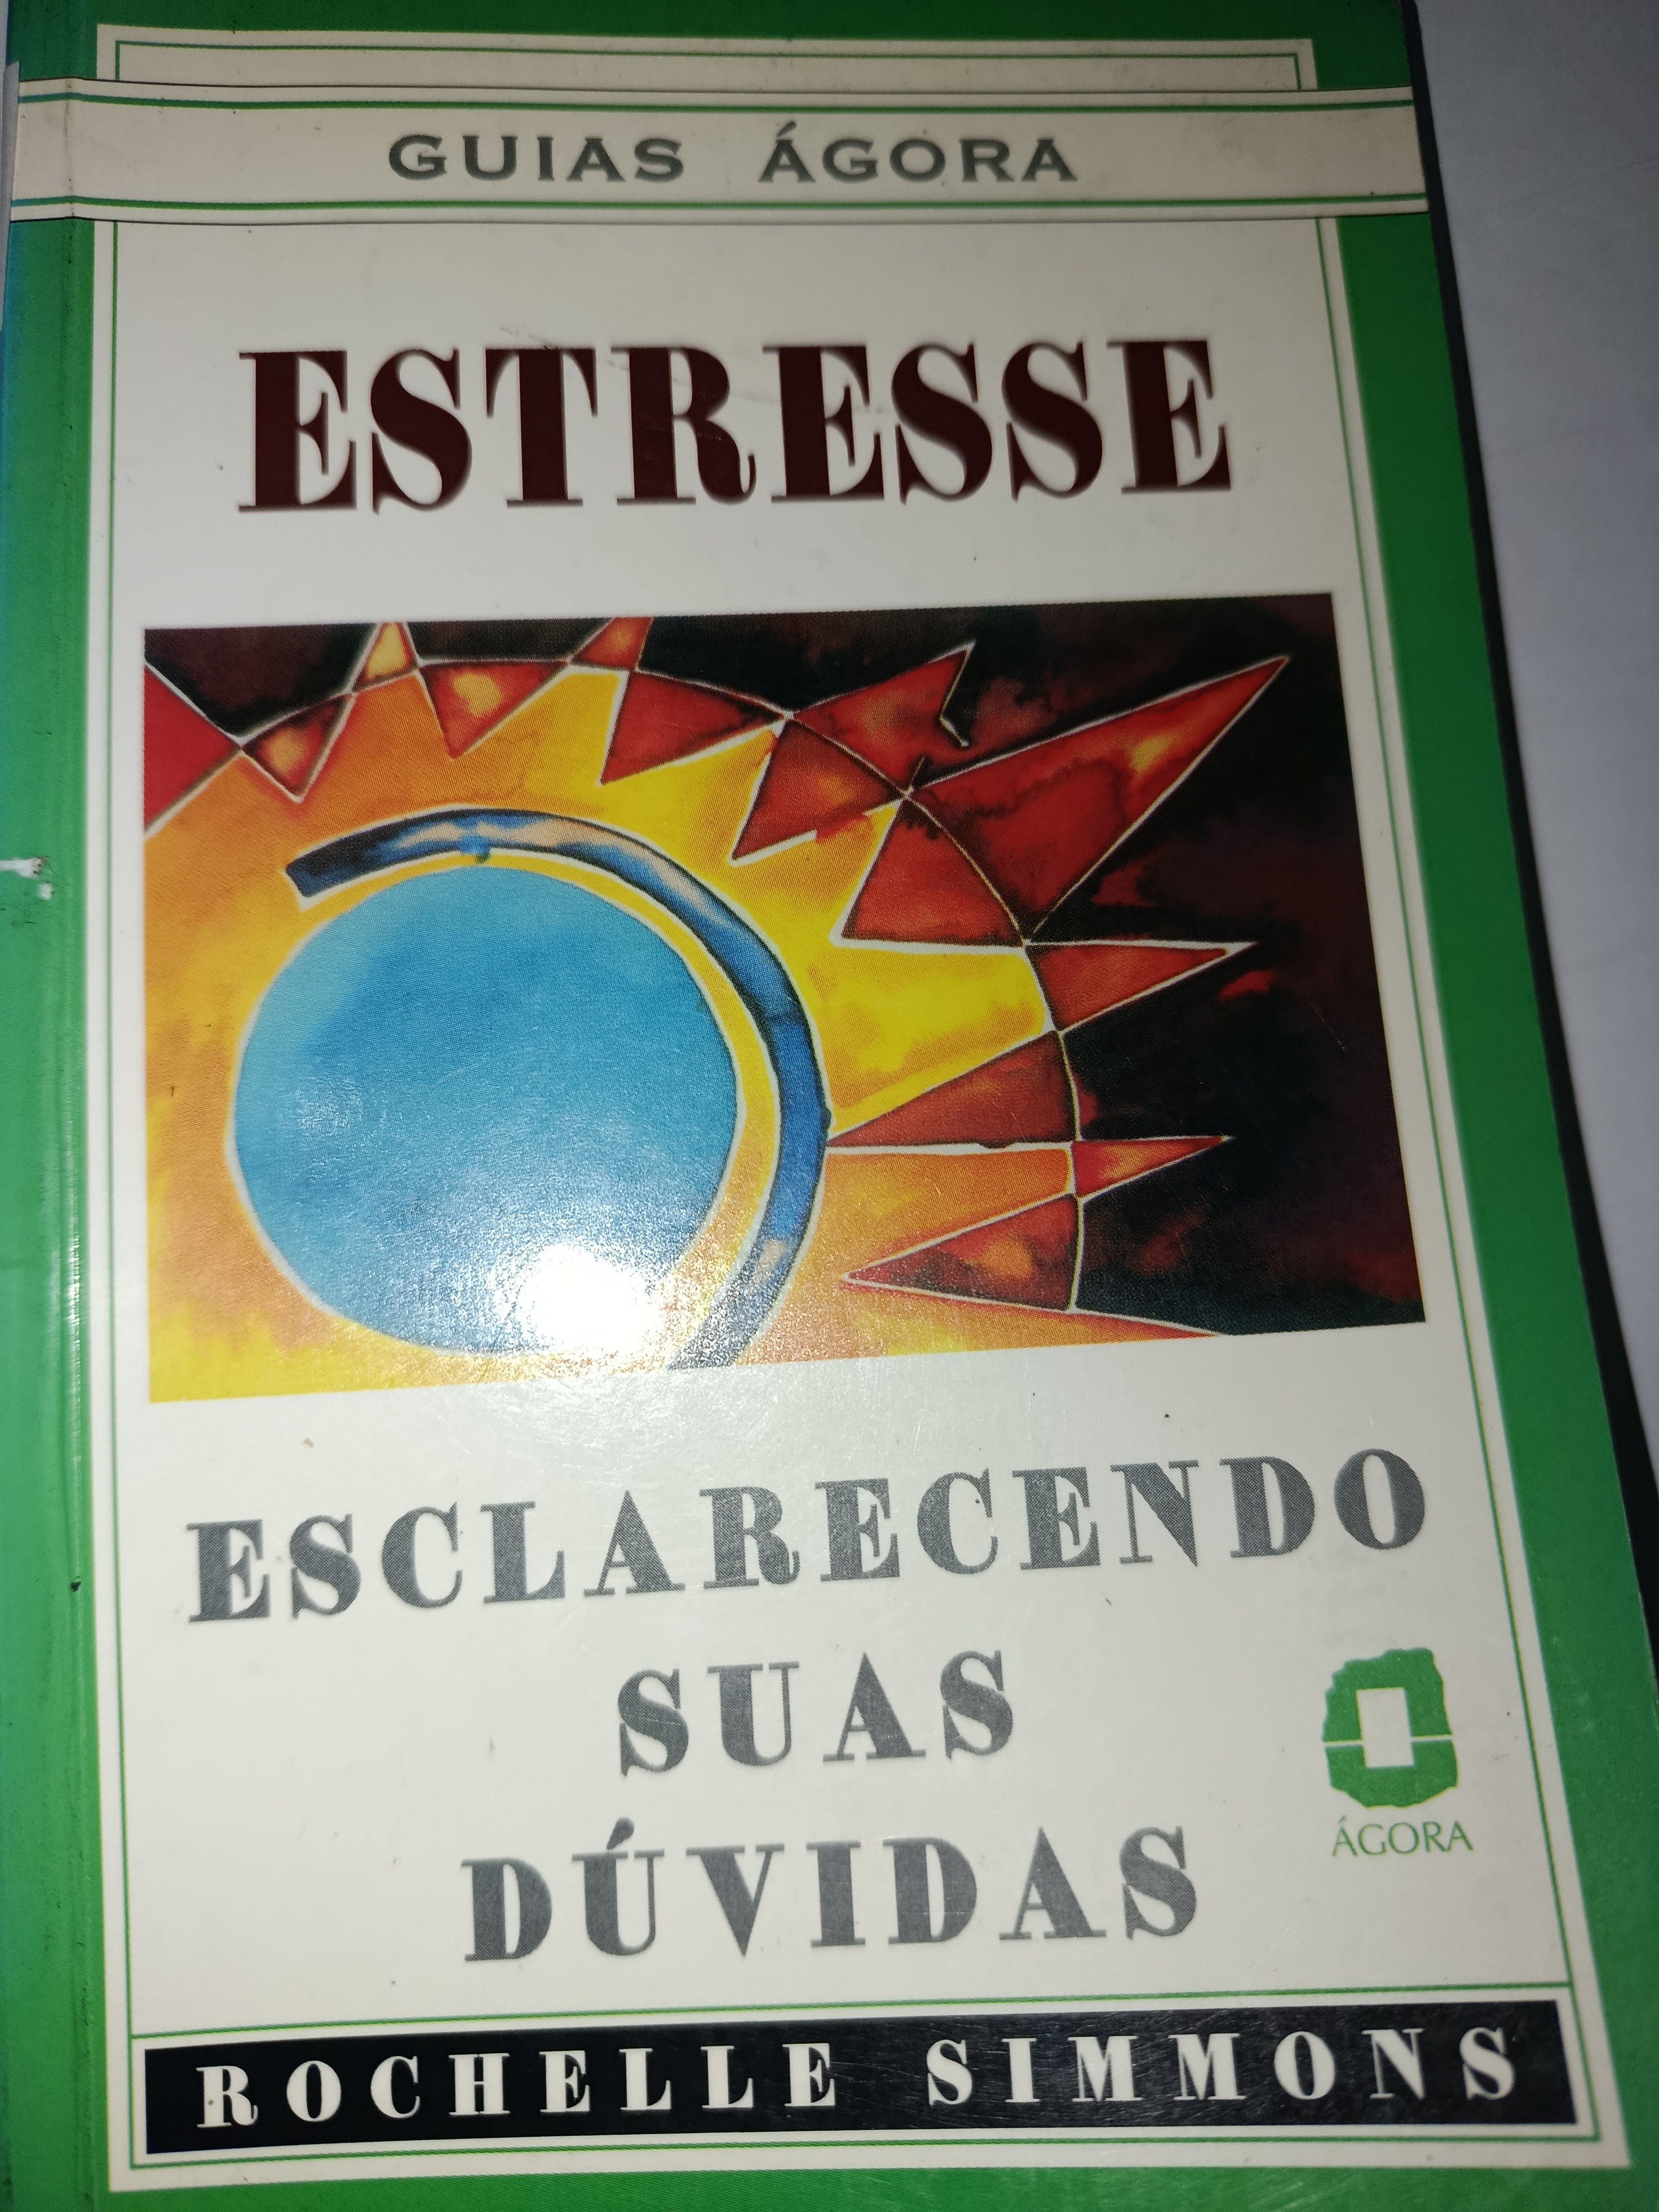 GUIAS ÁGORA
ESTRESSE
ESCLARECENDO
SUAS
DÚVIDAS
ÁGORA
ROCHELLE SIMMONS